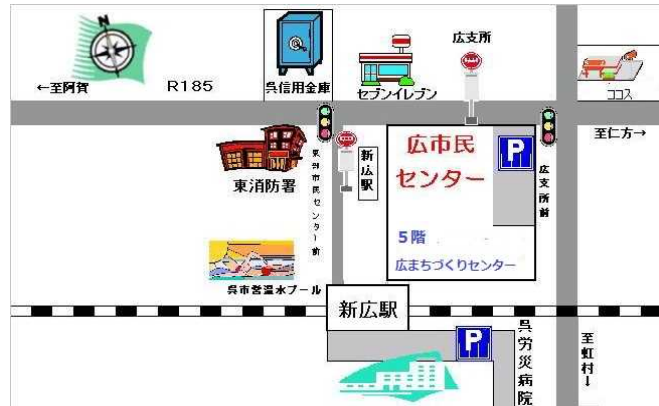 N
←至阿賀
R185
呉信用金庫
セブンイレブン
広支所
ココス
至仁方→
東消防署
東部市民センター前
新広駅
広市民
センター
P
5階
広まちづくりセンター
広支所前
呉市営温水プール
新広駅
P
呉労災病院
至虹村↓